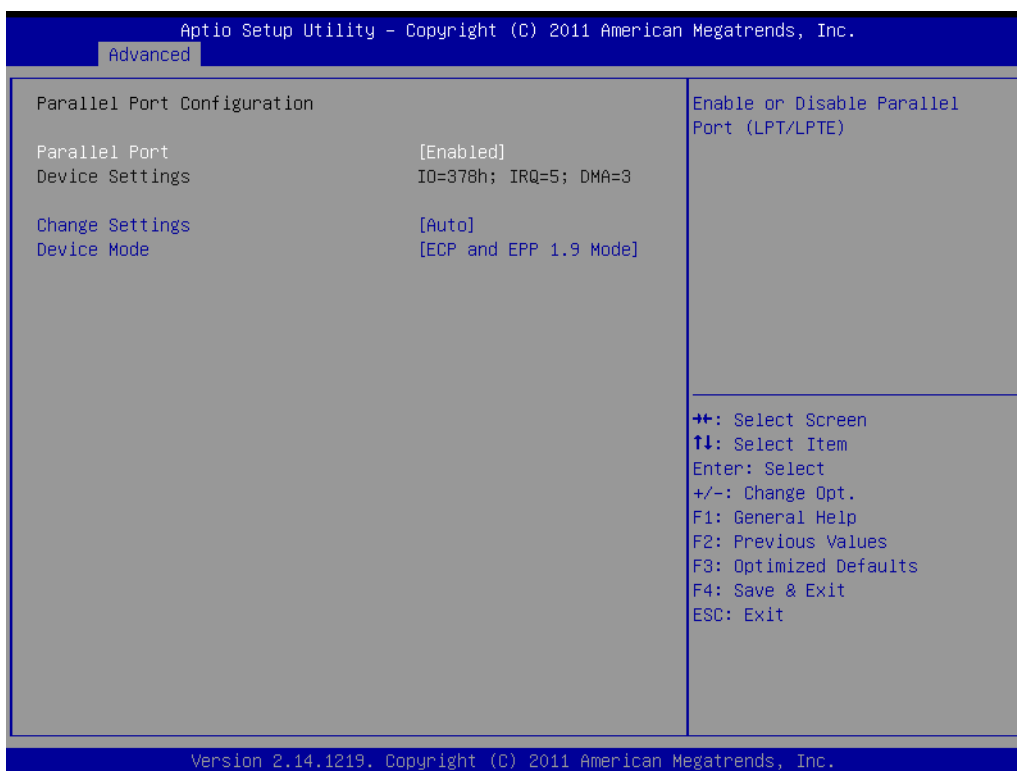 Aptio Setup Utility – Copyright (C) 2011 American Megatrends, Inc.
Advanced
Parallel Port Configuration
Parallel Port [Enabled]
Device Settings IO=378h; IRQ=5; DMA=3
Change Settings [Auto]
Device Mode [ECP and EPP 1.9 Mode]
Enable or Disable Parallel
Port (LPT/LPTE)
→←: Select Screen
↑↓: Select Item
Enter: Select
+/-: Change Opt.
F1: General Help
F2: Previous Values
F3: Optimized Defaults
F4: Save & Exit
ESC: Exit
Version 2.14.1219. Copyright (C) 2011 American Megatrends, Inc.